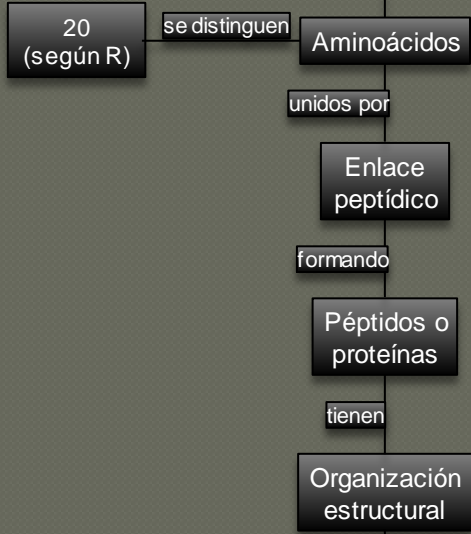 20
(según R)
se distinguen
Aminoácidos
unidos por
Enlace
peptídico
formando
Péptidos o
proteínas
tienen
Organización
estructural